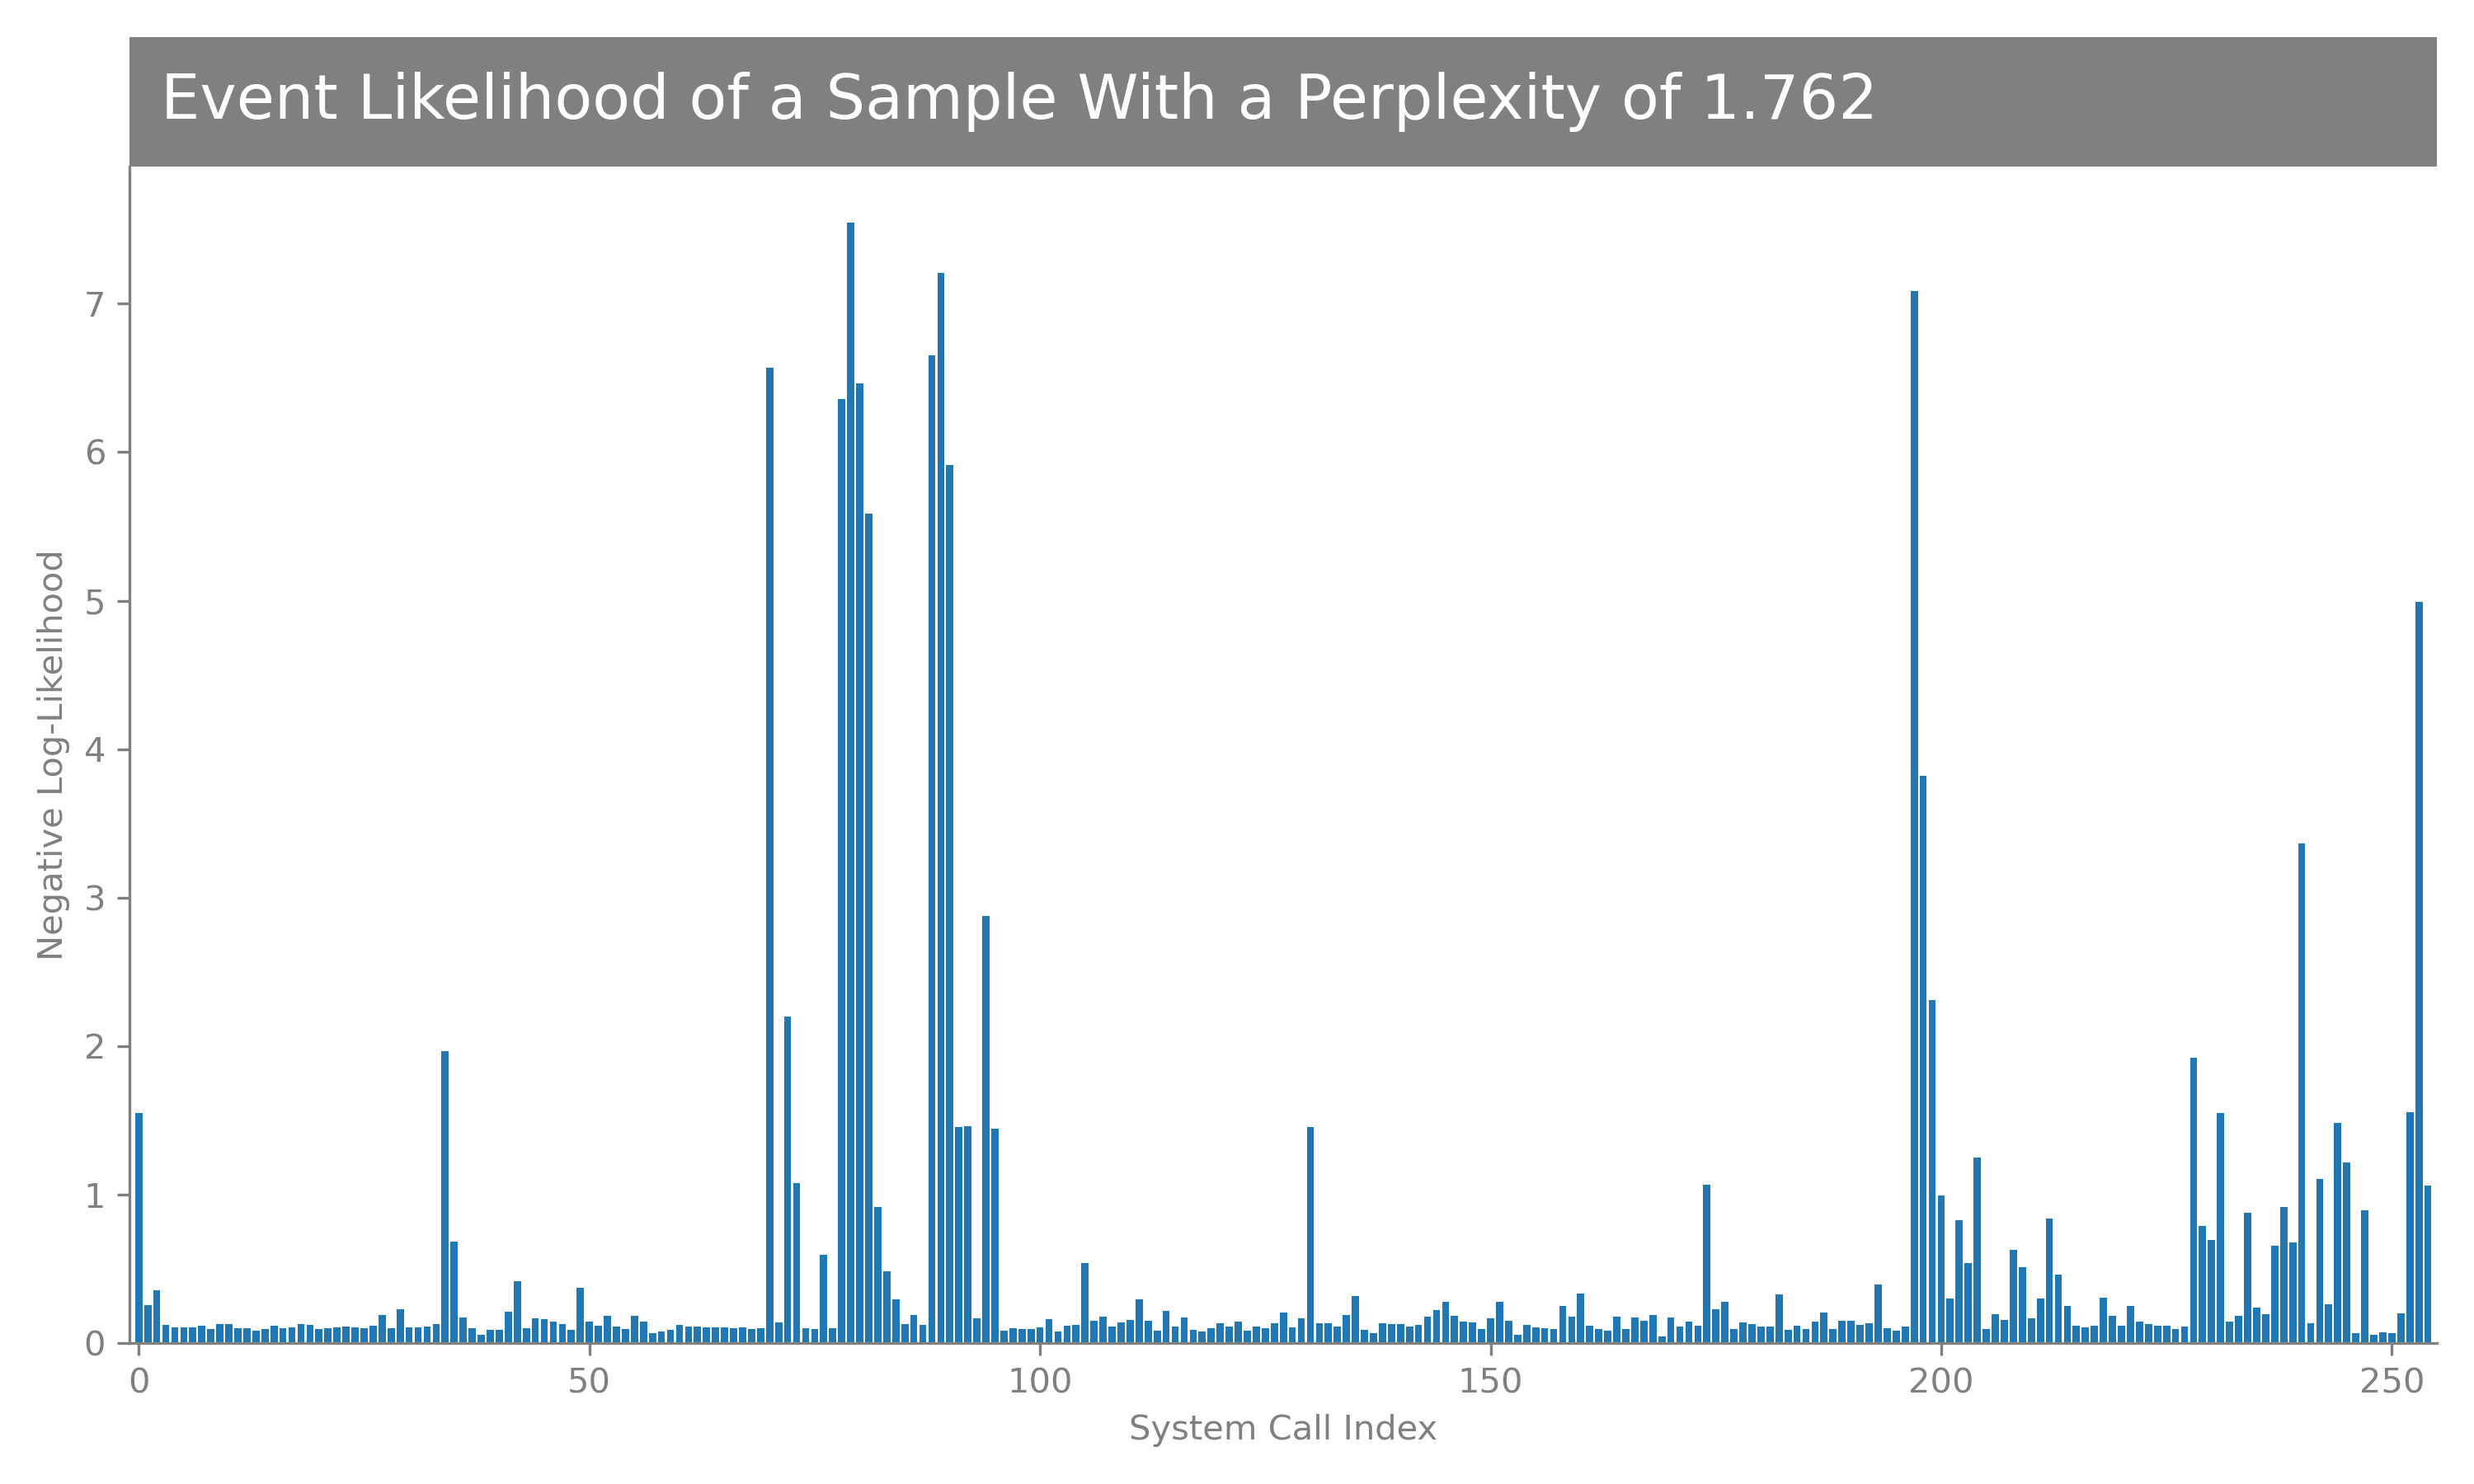 Event Likelihood of a Sample With a Perplexity of 1.762
Negative Log-Likelihood
7
6
5
4
3
2
1
0
0 50 100 150 200 250
System Call Index